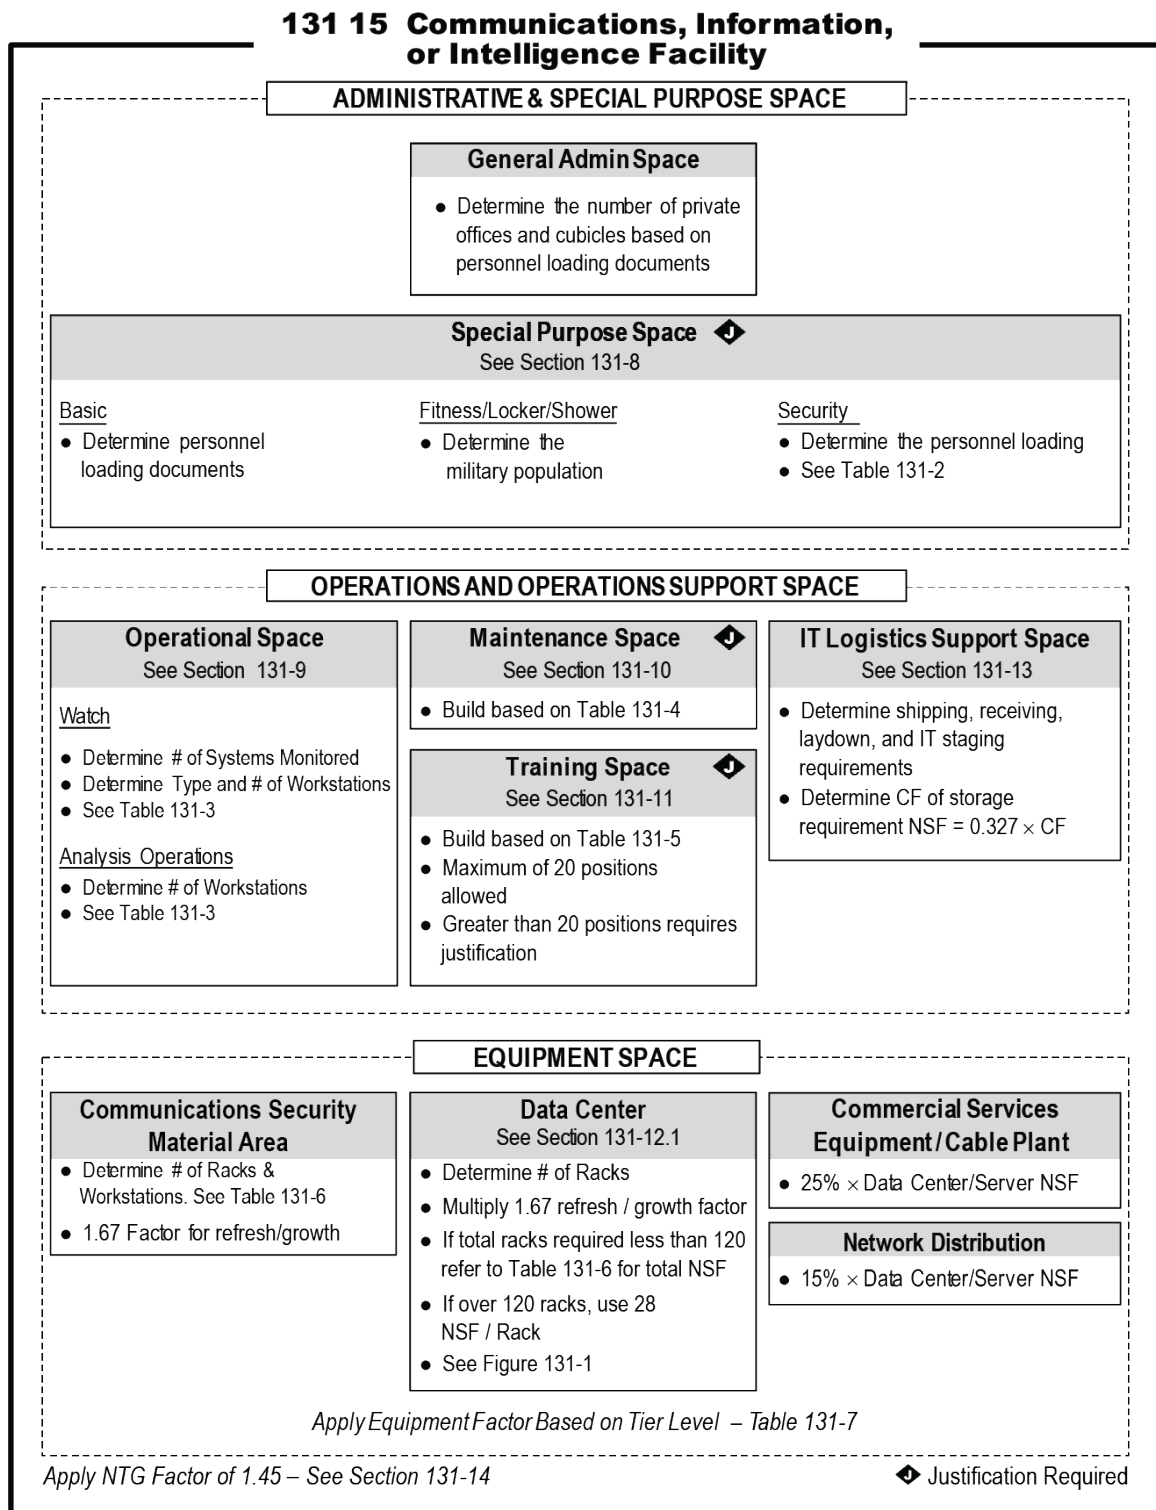 131 15 Communications, Information,
or Intelligence Facility
ADMINISTRATIVE & SPECIAL PURPOSE SPACE
General Admin Space
● Determine the number of private
offices and cubicles based on
personnel loading documents
Special Purpose Space J
See Section 131-8
Basic
● Determine personnel
loading documents
Fitness/Locker/Shower
● Determine the
military population
Security
● Determine the personnel loading
● See Table 131-2
OPERATIONS AND OPERATIONS SUPPORT SPACE
Operational Space
See Section 131-9
Watch
● Determine # of Systems Monitored
● Determine Type and # of Workstations
● See Table 131-3
Analysis Operations
● Determine # of Workstations
● See Table 131-3
Maintenance Space J
See Section 131-10
● Build based on Table 131-4
Training Space J
See Section 131-11
● Build based on Table 131-5
● Maximum of 20 positions
allowed
● Greater than 20 positions requires
justification
IT Logistics Support Space
See Section 131-13
● Determine shipping, receiving,
laydown, and IT staging
requirements
● Determine CF of storage
requirement NSF = 0.327 × CF
EQUIPMENT SPACE
Communications Security
Material Area
● Determine # of Racks &
Workstations. See Table 131-6
● 1.67 Factor for refresh/growth
Data Center
See Section 131-12.1
● Determine # of Racks
● Multiply 1.67 refresh / growth factor
● If total racks required less than 120
refer to Table 131-6 for total NSF
● If over 120 racks, use 28
NSF / Rack
● See Figure 131-1
Commercial Services
Equipment / Cable Plant
● 25% × Data Center/Server NSF
Network Distribution
● 15% × Data Center/Server NSF
Apply Equipment Factor Based on Tier Level – Table 131-7
Apply NTG Factor of 1.45 – See Section 131-14
J Justification Required